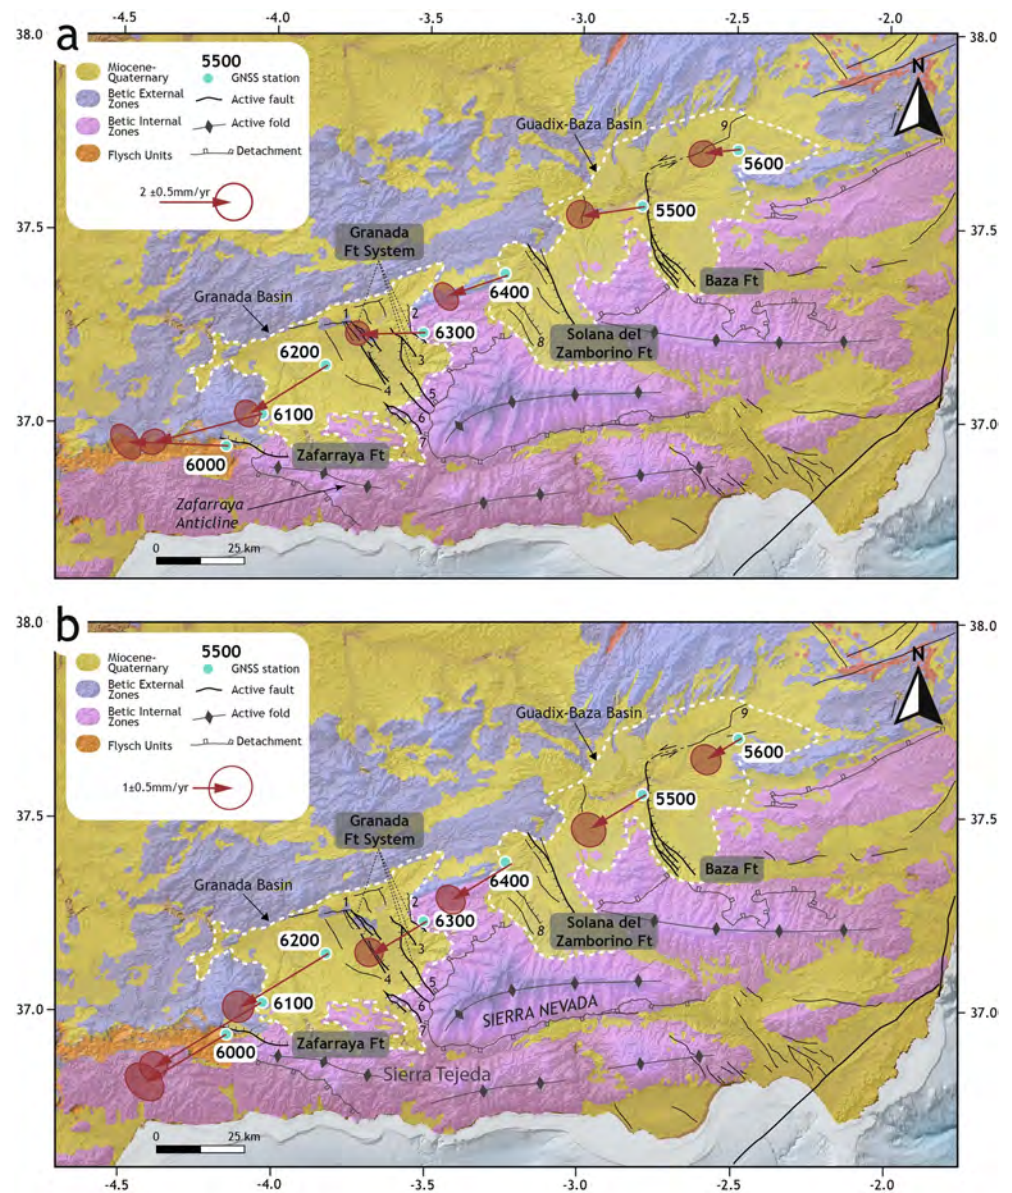 -4.5 -4.0 -3.5 -3.0 -2.5 -2.0
38.0 38.0
a
5500
Miocene-
Quaternary
GNSS station
Betic External
Zones
Active fault
Betic Internal
Zones
Active fold
Flysch Units
Detachment
2 ±0.5mm/yr
N
Guadix-Baza Basin
9
5600
5500
37.5 37.5
Granada
Ft System
Baza Ft
6400
Granada Basin
1
2
6300
Solana del
Zamborino Ft
8
6200
3
4
5
6100
6
37.0 37.0
7
Zafarraya Ft
6000
Zafarraya
Anticline
0 25 km
b
38.0 38.0
5500
Miocene-
Quaternary
GNSS station
Betic External
Zones
Active fault
Betic Internal
Zones
Active fold
Flysch Units
Detachment
1±0.5mm/yr
N
Guadix-Baza Basin
9
5600
5500
37.5 37.5
Granada
Ft System
Baza Ft
6400
Granada Basin
1
2
6300
Solana del
Zamborino Ft
8
6200
3
4
5
6100
6
SIERRA NEVADA
37.0 37.0
7
Zafarraya Ft
6000
Sierra Tejeda
0 25 km
-4.5 -4.0 -3.5 -3.0 -2.5 -2.0